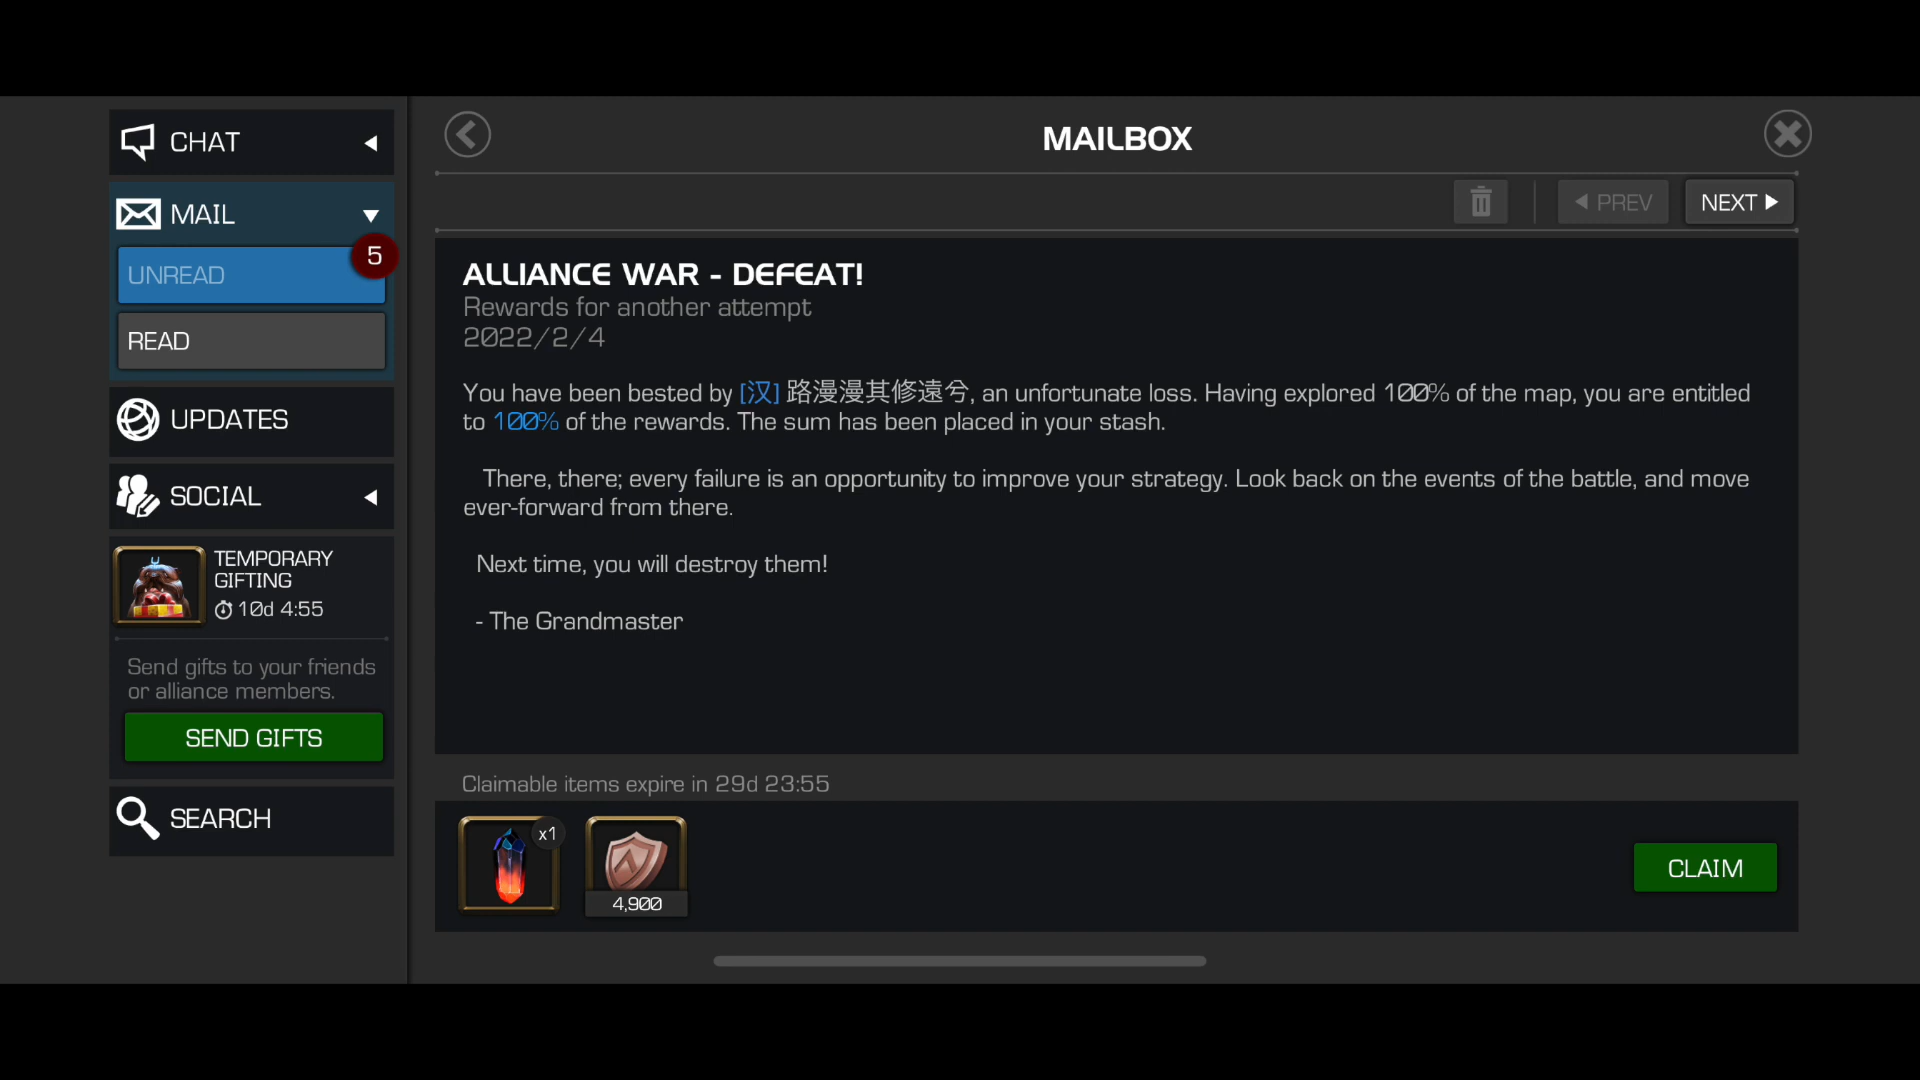 CHAT
MAIL
5
UNREAD
READ
UPDATES
SOCIAL
TEMPORARY
GIFTING
10d 4:55
Send gifts to your friends
or alliance members.
SEND GIFTS
SEARCH
MAILBOX
PREV
NEXT
ALLIANCE WAR - DEFEAT!
Rewards for another attempt
2022/2/4
You have been bested by [汉] 路漫漫其修遠兮, an unfortunate loss. Having explored 100% of the map, you are entitled
to 100% of the rewards. The sum has been placed in your stash.
There, there; every failure is an opportunity to improve your strategy. Look back on the events of the battle, and move
ever-forward from there.
Next time, you will destroy them!
- The Grandmaster
Claimable items expire in 29d 23:55
x1
4,900
CLAIM